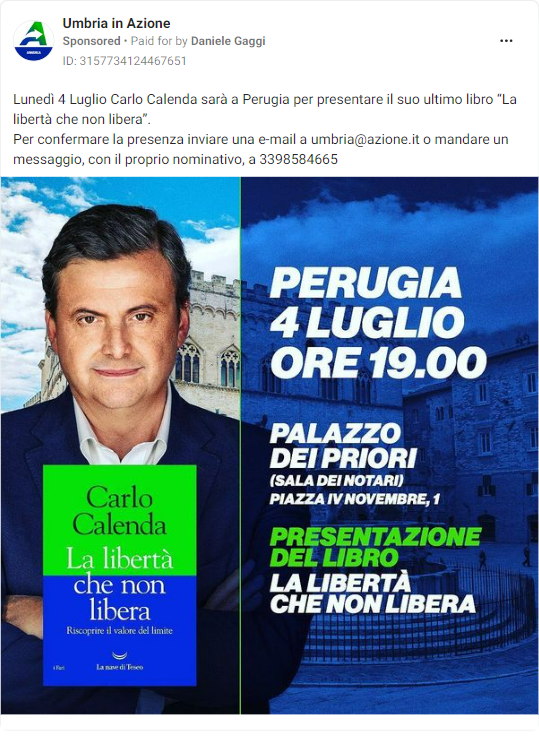 Umbria in Azione
Sponsored • Paid for by Daniele Gaggi
ID: 3157734124467651
Lunedì 4 Luglio Carlo Calenda sarà a Perugia per presentare il suo ultimo libro “La
libertà che non libera”.
Per confermare la presenza inviare una e-mail a umbria@azione.it o mandare un
messaggio, con il proprio nominativo, a 3398584665
PERUGIA
4 LUGLIO
ORE 19.00
PALAZZO
DEI PRIORI
(SALA DEI NOTARI)
PIAZZA IV NOVEMBRE, 1
PRESENTAZIONE
DEL LIBRO
LA LIBERTÀ
CHE NON LIBERA
Carlo
Calenda
La libertà
che non
libera
Riscoprire il valore del limite
i Fari
La nave di Teseo
UMBRIA